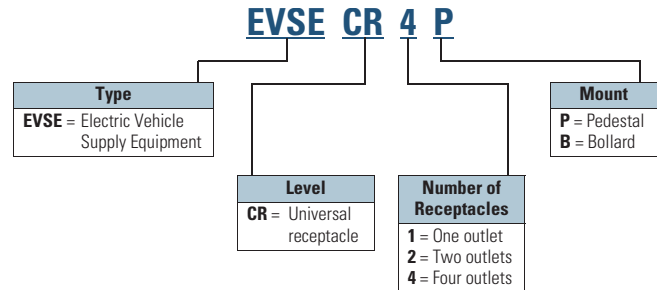 EVSE CR 4 P
Type
EVSE = Electric Vehicle
Supply Equipment
Mount
P = Pedestal
B = Bollard
Level
CR = Universal
receptacle
Number of
Receptacles
1 = One outlet
2 = Two outlets
4 = Four outlets